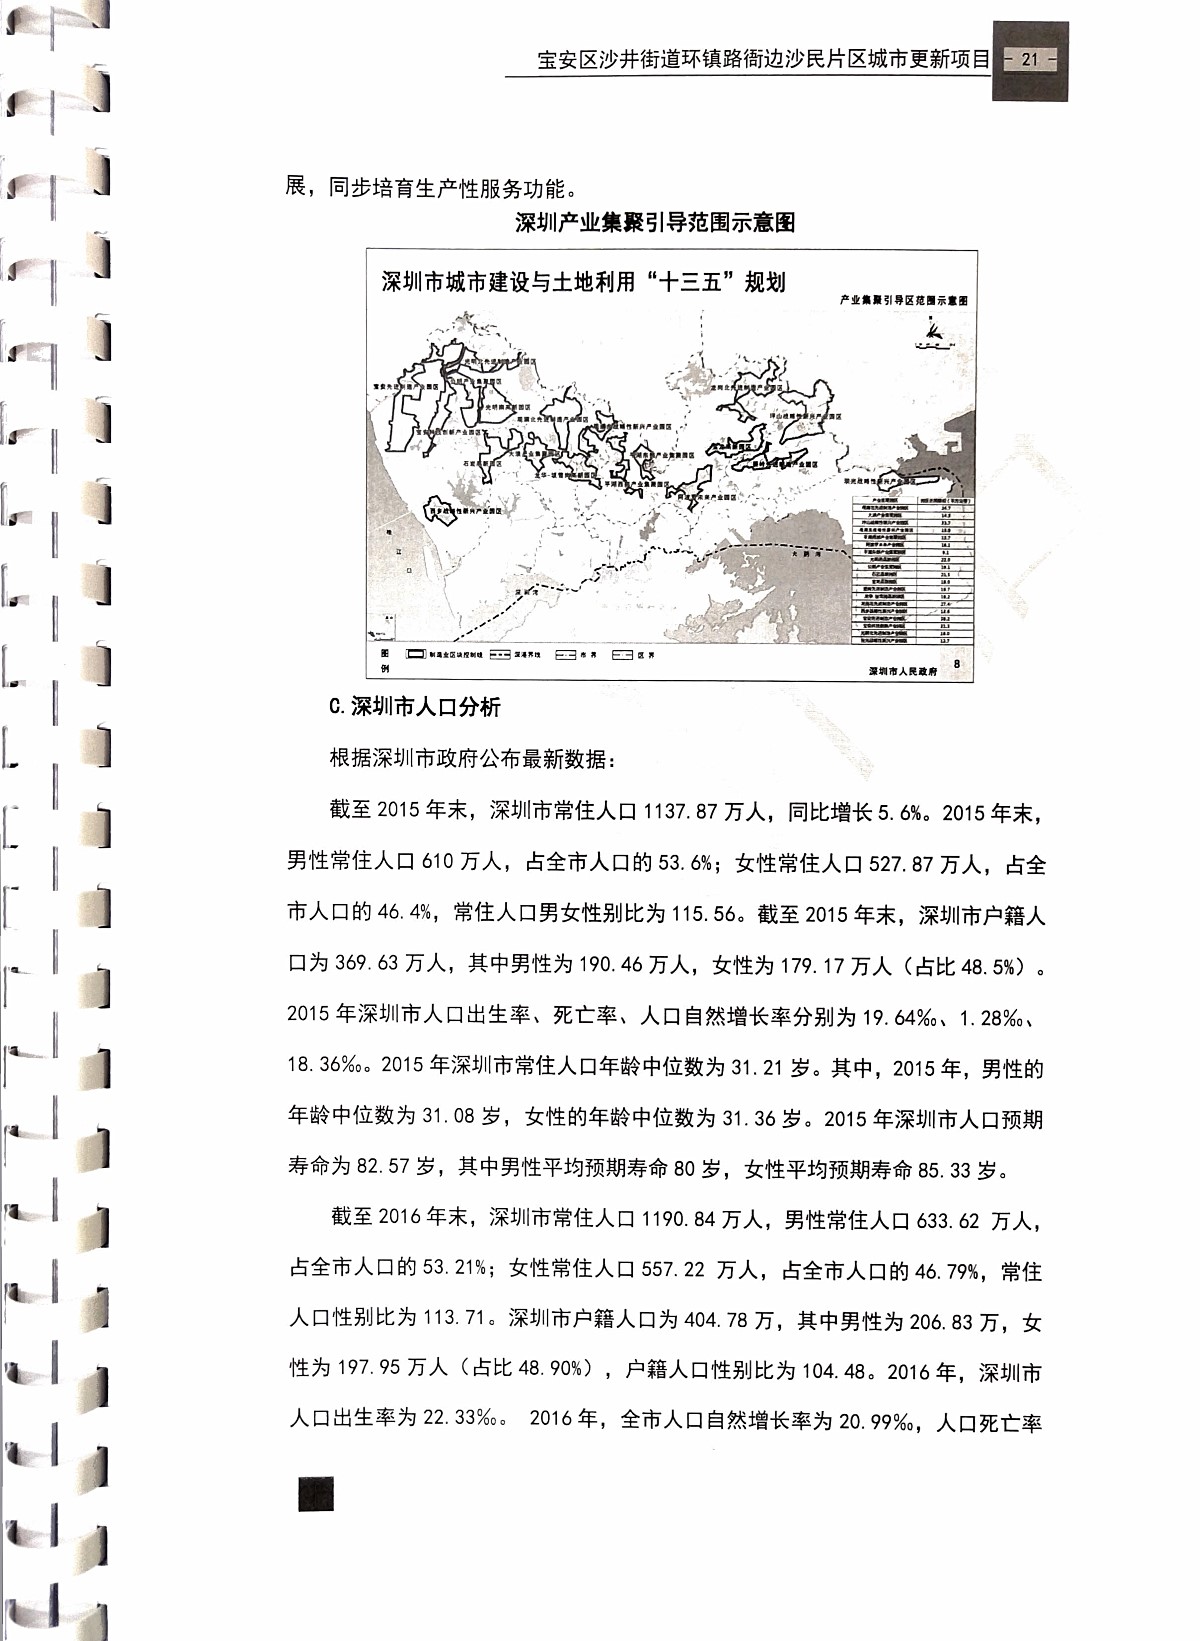 宝安区沙井街道环镇路衙边沙民片区城市更新项目
- 21 -
展，同步培育生产性服务功能。
深圳产业集聚引导范围示意图
深圳市城市建设与土地利用“十三五”规划
产业集聚引导区范围示意图
大鹏湾
深圳湾
图例
制造业区块控制线
深港界线
市界
区界
深圳市人民政府
8
C. 深圳市人口分析
根据深圳市政府公布最新数据：
截至 2015 年末，深圳市常住人口 1137.87 万人，同比增长 5.6%。2015 年末，
男性常住人口 610 万人，占全市人口的 53.6%；女性常住人口 527.87 万人，占全
市人口的 46.4%，常住人口男女性别比为 115.56。截至 2015 年末，深圳市户籍人
口为 369.63 万人，其中男性为 190.46 万人，女性为 179.17 万人（占比 48.5%）。
2015 年深圳市人口出生率、死亡率、人口自然增长率分别为 19.64‰、1.28‰、
18.36‰。2015 年深圳市常住人口年龄中位数为 31.21 岁。其中，2015 年，男性的
年龄中位数为 31.08 岁，女性的年龄中位数为 31.36 岁。2015 年深圳市人口预期
寿命为 82.57 岁，其中男性平均预期寿命 80 岁，女性平均预期寿命 85.33 岁。
截至 2016 年末，深圳市常住人口 1190.84 万人，男性常住人口 633.62 万人，
占全市人口的 53.21%；女性常住人口 557.22 万人，占全市人口的 46.79%，常住
人口性别比为 113.71。深圳市户籍人口为 404.78 万，其中男性为 206.83 万，女
性为 197.95 万人（占比 48.90%），户籍人口性别比为 104.48。2016 年，深圳市
人口出生率为 22.33‰。 2016 年，全市人口自然增长率为 20.99‰，人口死亡率